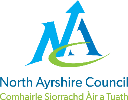 North Ayrshire Council
Comhairle Siorrachd Àir a Tuath